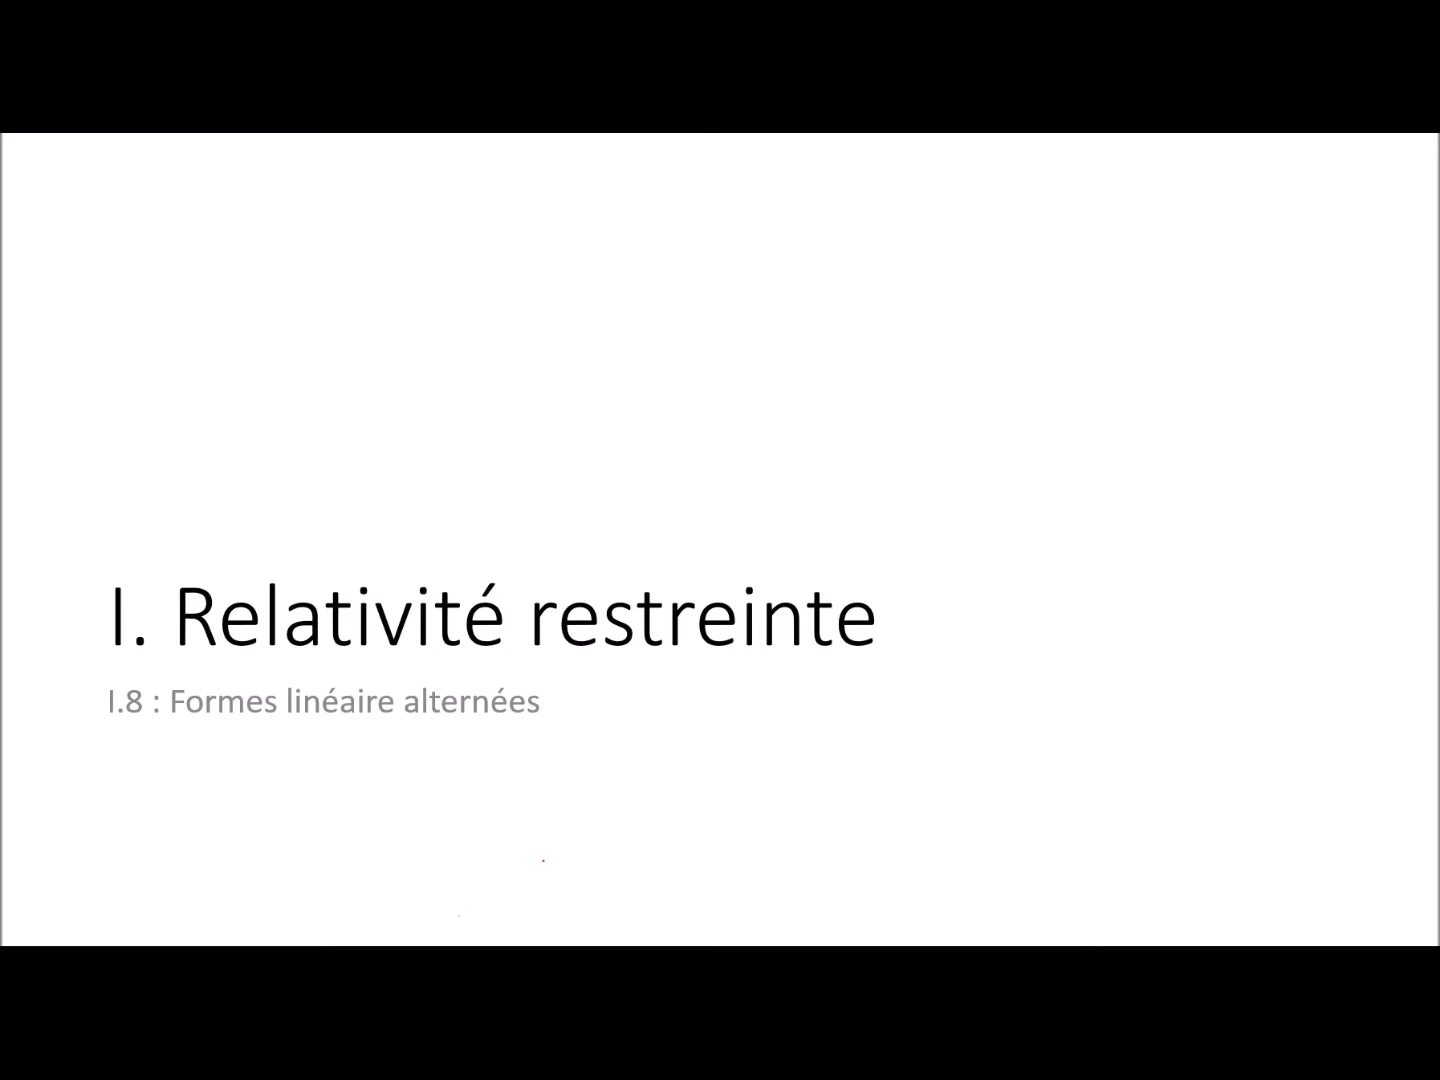 I. Relativité restreinte
I.8 : Formes linéaire alternées